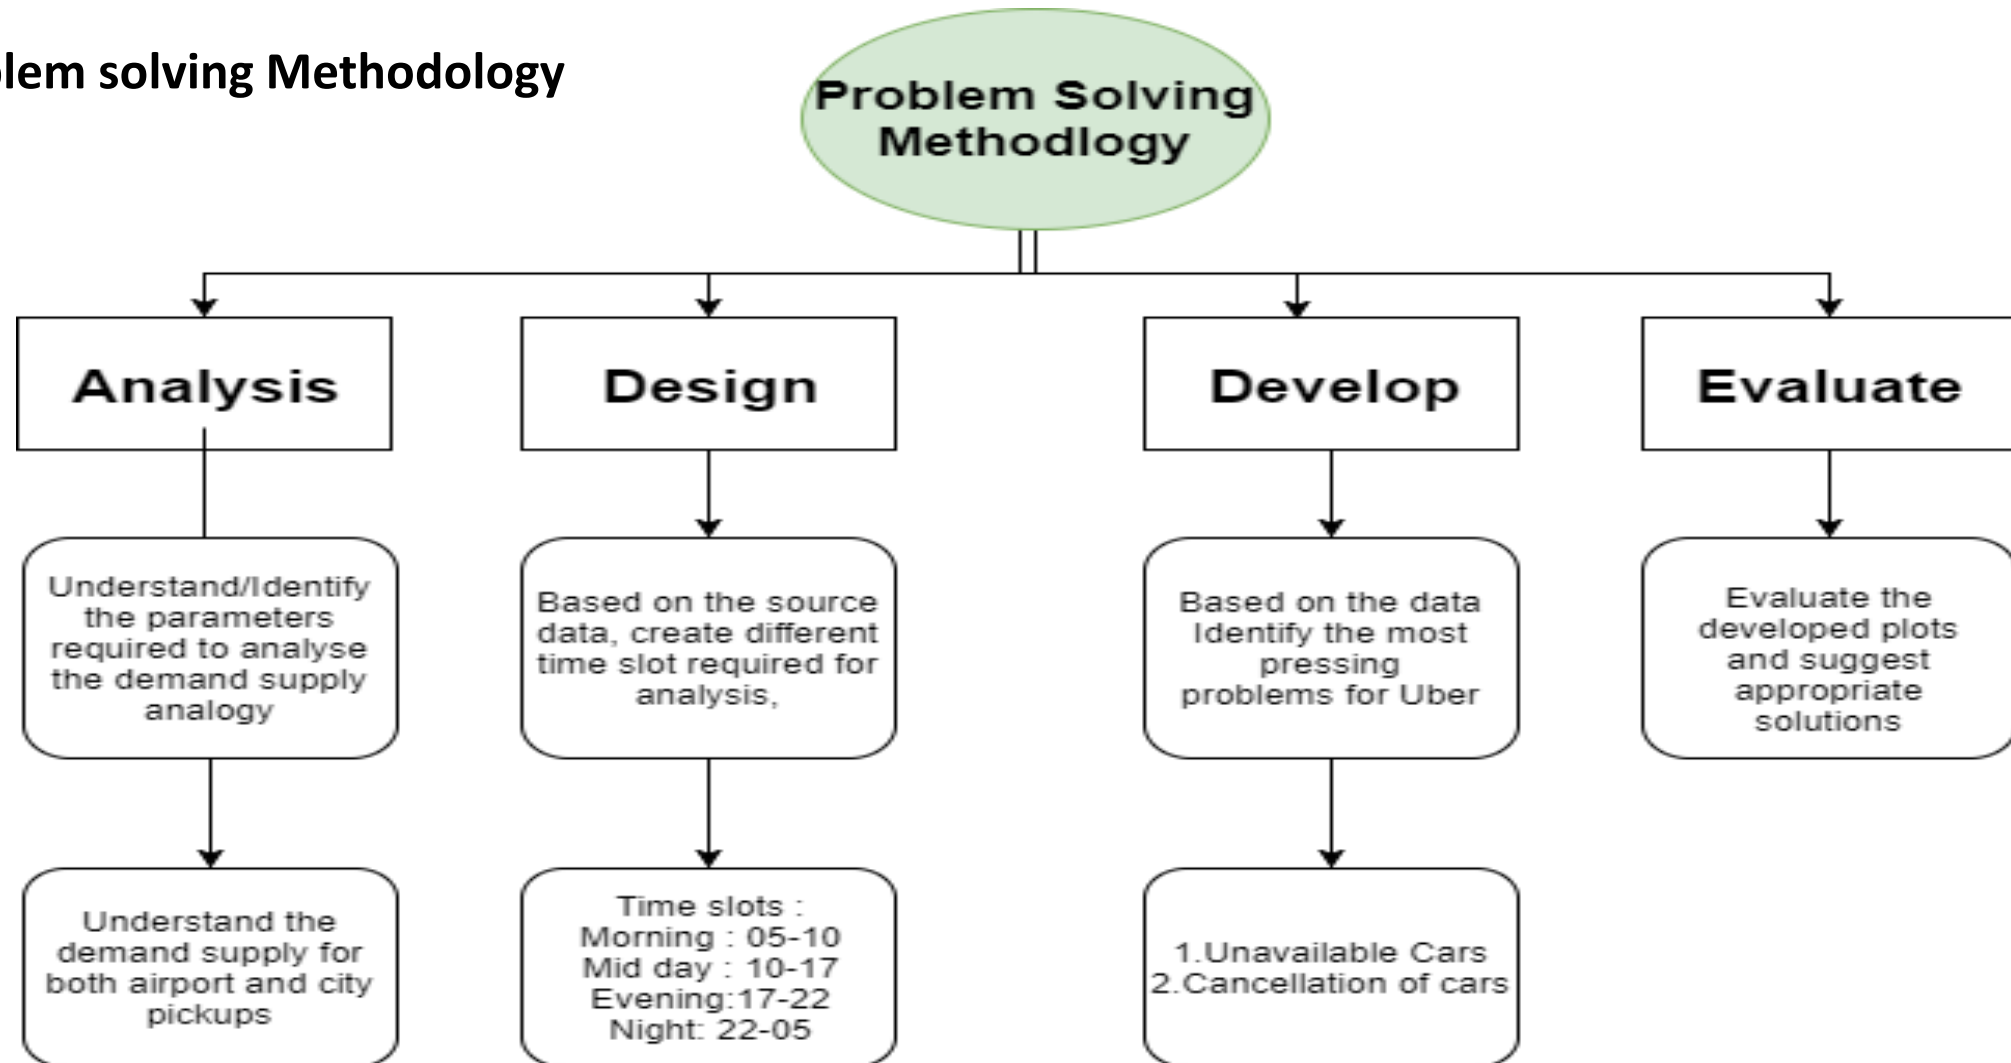 blem solving Methodology
Problem Solving
Methodlogy
Analysis
Design
Develop
Evaluate
Understand/Identify
the parameters
required to analyse
the demand supply
analogy
Based on the source
data, create different
time slot required for
analysis,
Based on the data
Identify the most
pressing
problems for Uber
Evaluate the
developed plots
and suggest
appropriate
solutions
Understand the
demand supply for
both airport and city
pickups
Time slots :
Morning : 05-10
Mid day : 10-17
Evening:17-22
Night: 22-05
1.Unavailable Cars
2.Cancellation of cars